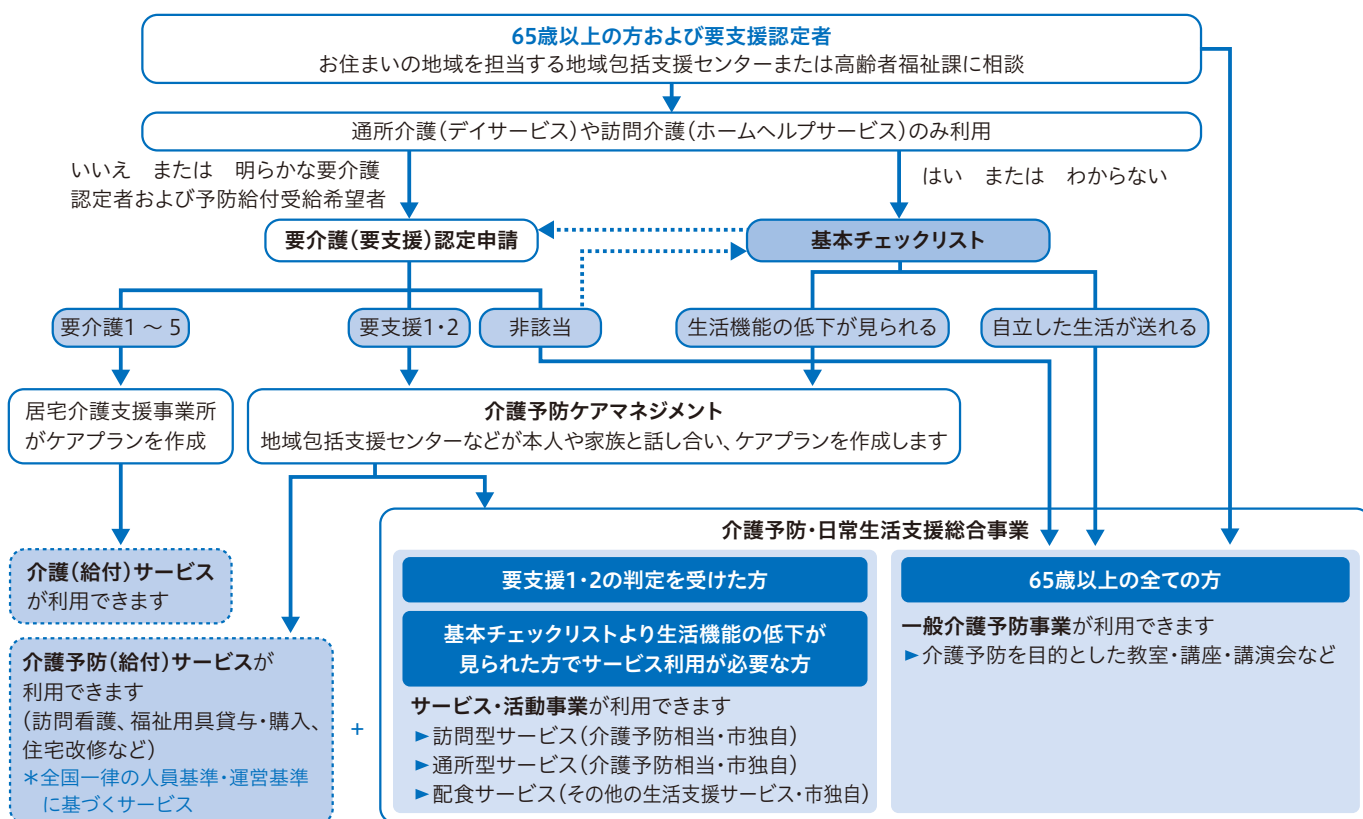 65歳以上の方および要支援認定者
お住まいの地域を担当する地域包括支援センターまたは高齢者福祉課に相談
通所介護（デイサービス）や訪問介護（ホームヘルプサービス）のみ利用
いいえ　または　明らかな要介護
認定者および予防給付受給希望者
はい　または　わからない
要介護（要支援）認定申請
基本チェックリスト
要介護1 ～ 5
要支援1・2
非該当
生活機能の低下が見られる
自立した生活が送れる
居宅介護支援事業所
がケアプランを作成
介護予防ケアマネジメント
地域包括支援センターなどが本人や家族と話し合い、ケアプランを作成します
介護（給付）サービス
が利用できます
介護予防（給付）サービスが
利用できます
（訪問看護、福祉用具貸与・購入、
住宅改修など）
＊全国一律の人員基準・運営基準
に基づくサービス
+
介護予防・日常生活支援総合事業
要支援1・2の判定を受けた方
基本チェックリストより生活機能の低下が
見られた方でサービス利用が必要な方
サービス・活動事業が利用できます
►訪問型サービス（介護予防相当・市独自）
►通所型サービス（介護予防相当・市独自）
►配食サービス（その他の生活支援サービス・市独自）
65歳以上の全ての方
一般介護予防事業が利用できます
►介護予防を目的とした教室・講座・講演会など